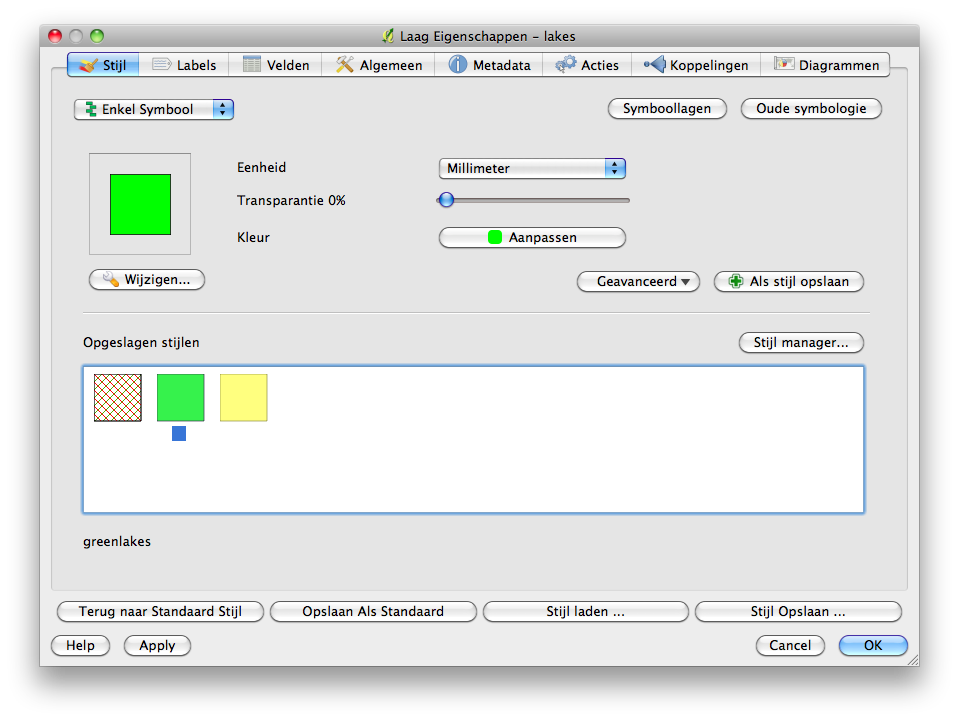 Laag Eigenschappen – lakes
Stijl Labels Velden Algemeen Metadata Acties Koppelingen Diagrammen
Enkel Symbool Symboollagen Oude symbologie
Eenheid Millimeter
Transparantie 0%
Kleur Aanpassen
Wijzigen... Geavanceerd Als stijl opslaan
Opgeslagen stijlen Stijl manager...
greenlakes
Terug naar Standaard Stijl Opslaan Als Standaard Stijl laden ... Stijl Opslaan ...
Help Apply Cancel OK